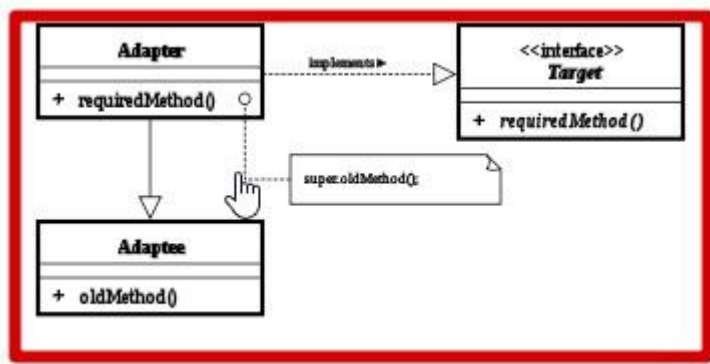 Adapter
+ requiredMethod()
implements ►
<<interface>>
Target
+ requiredMethod()
super.oldMethod();
Adaptee
+ oldMethod()